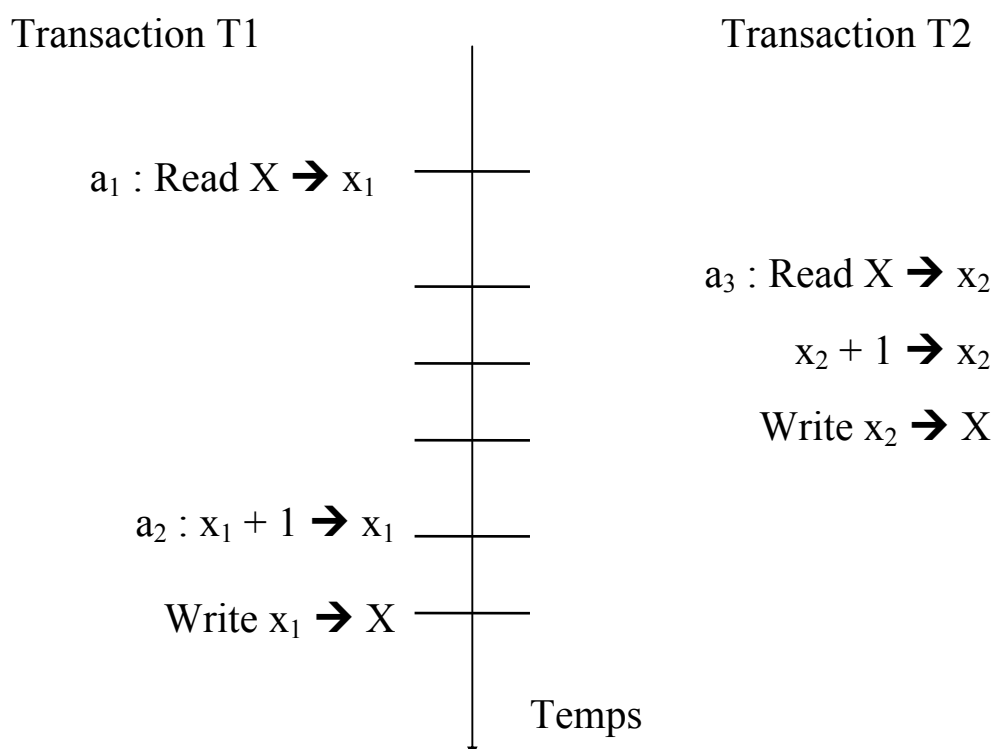 Transaction T1
Transaction T2
a₁ : Read X ➔ x₁
a₃ : Read X ➔ x₂
x₂ + 1 ➔ x₂
Write x₂ ➔ X
a₂ : x₁ + 1 ➔ x₁
Write x₁ ➔ X
Temps